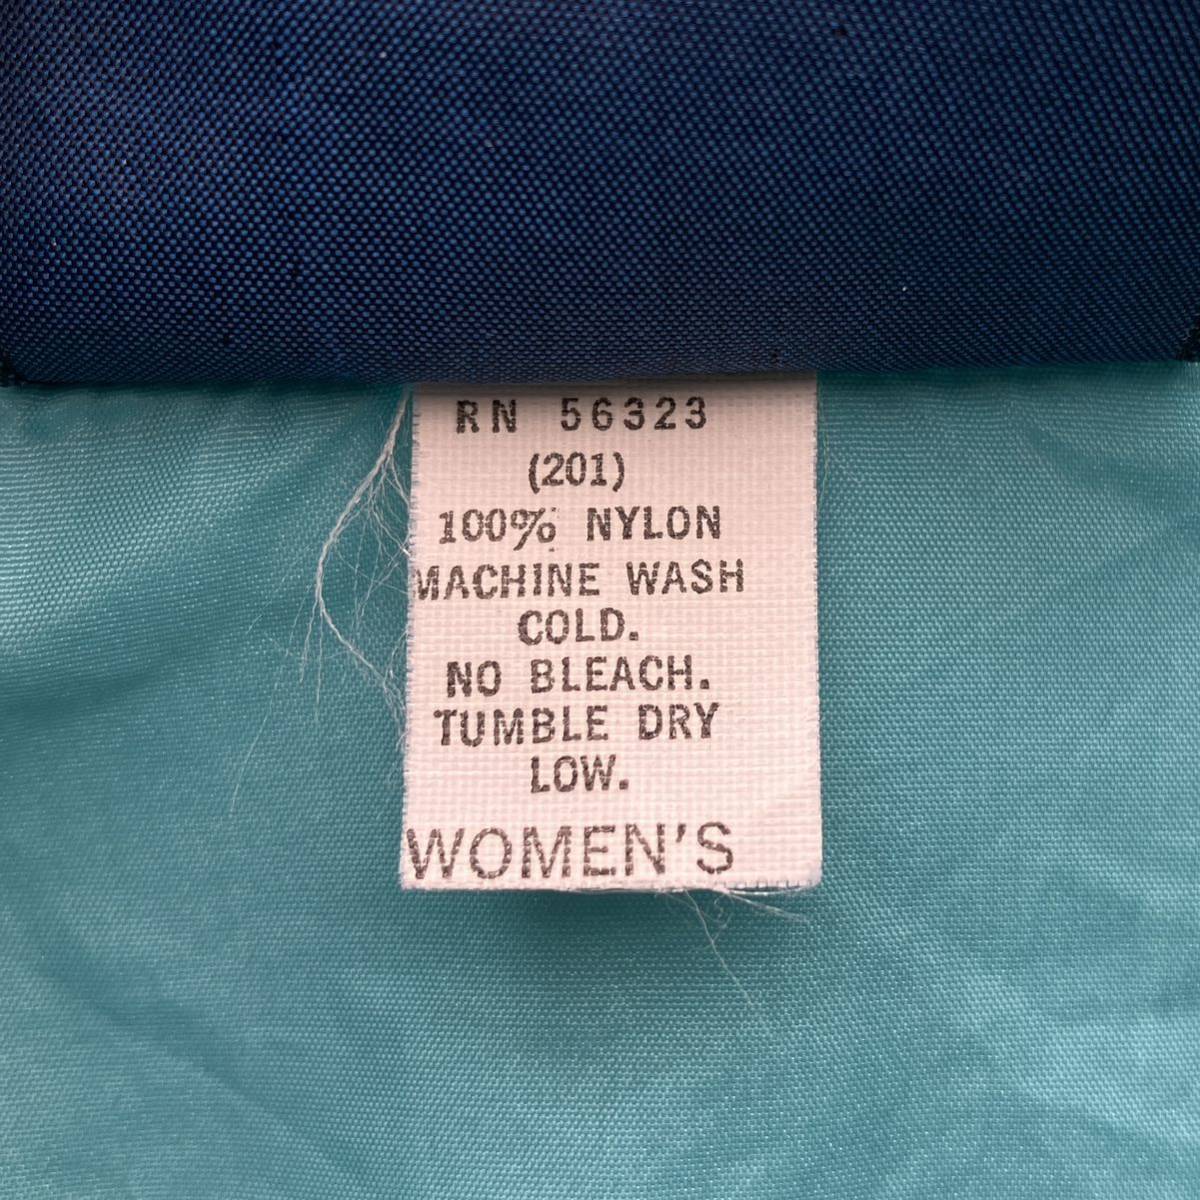 RN 56323
(201)
100% NYLON
MACHINE WASH
COLD.
NO BLEACH.
TUMBLE DRY
LOW.
WOMEN'S